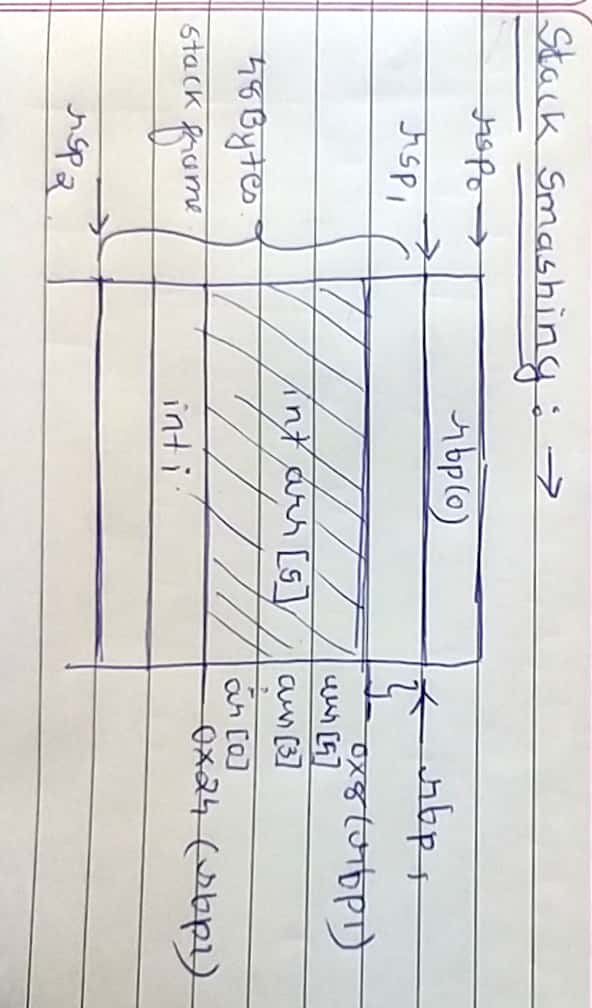 Stack Smashing : →
rsp0 →
rsp1 →
rbp(0)
← rbp1
48 Bytes
stack frame
int arr [5]
0x8 (rbp1)
arr [4]
arr [3]
arr [0]
0x24 (rbp1)
int i
rsp2 →